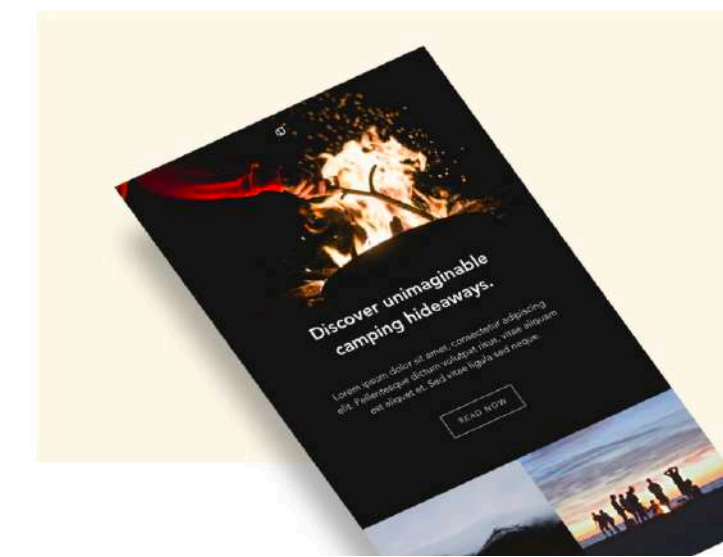 Discover unimaginable
camping hideaways.
Lorem ipsum dolor sit amet, consectetur adipiscing
elit. Pellentesque dictum volutpat risus, vitae aliquam
est aliquet et. Sed vitae ligula sed neque.
READ NOW